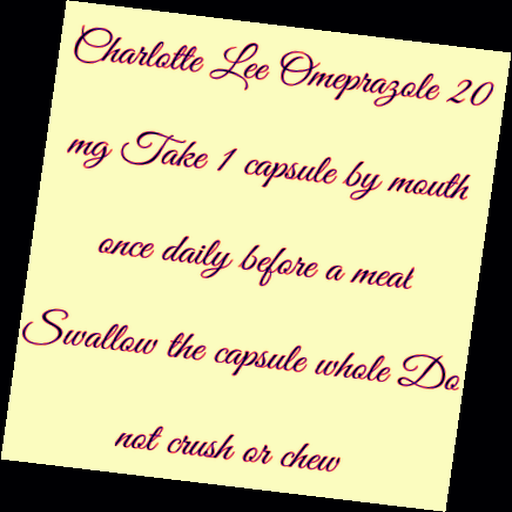 Charlotte Lee Omeprazole 20
mg Take 1 capsule by mouth
once daily before a meal
Swallow the capsule whole Do
not crush or chew